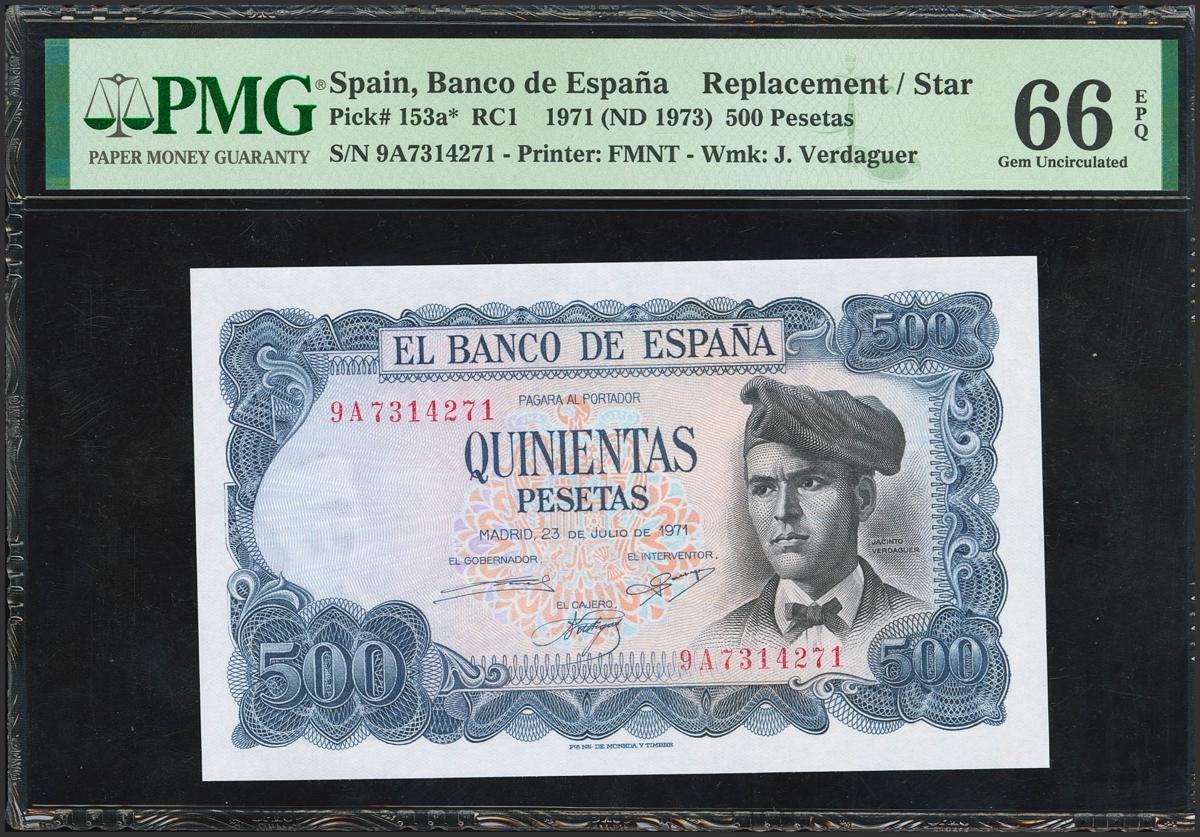 PMG®
PAPER MONEY GUARANTY
Spain, Banco de España Replacement / Star
Pick# 153a* RC1 1971 (ND 1973) 500 Pesetas
S/N 9A7314271 - Printer: FMNT - Wmk: J. Verdaguer
66
EPQ
Gem Uncirculated
500
EL BANCO DE ESPAÑA
9A7314271
PAGARA AL PORTADOR
QUINIENTAS
PESETAS
MADRID, 23 DE JULIO DE 1971
EL GOBERNADOR,
EL INTERVENTOR,
JACINTO
VERDAGUER
EL CAJERO,
9A7314271
500
500